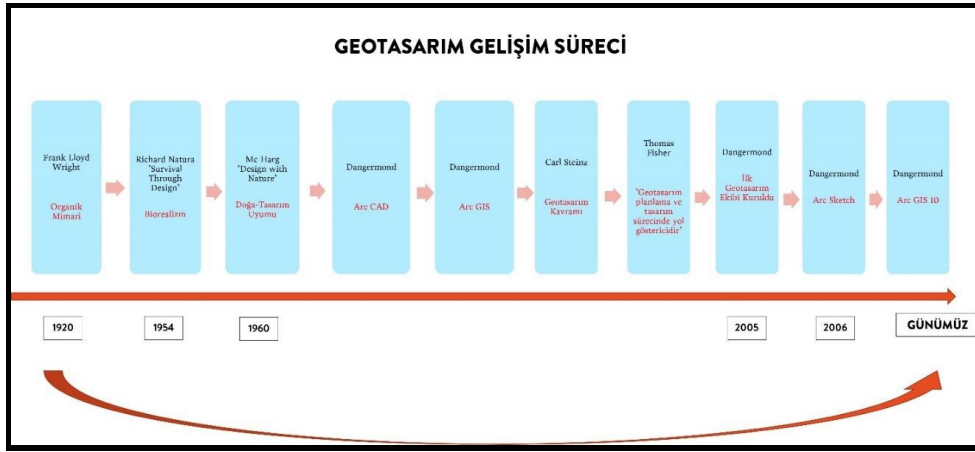 GEOTASARIM GELİŞİM SÜRECİ
Frank Lloyd
Wright
Organik
Mimari
Richard Natura
"Survival
Through
Design"
Biorealizm
Mc Harg
"Design with
Nature"
Doğa-Tasarım
Uyumu
Dangermond
Arc CAD
Dangermond
Arc GIS
Carl Steinz
Geotasarım
Kavramı
Thomas
Fisher
"Geotasarım
planlama ve
tasarım
sürecinde yol
göstericidir"
Dangermond
İlk
Geotasarım
Ekibi Kuruldu
Dangermond
Arc Sketch
Dangermond
Arc GIS 10
1920
1954
1960
2005
2006
GÜNÜMÜZ